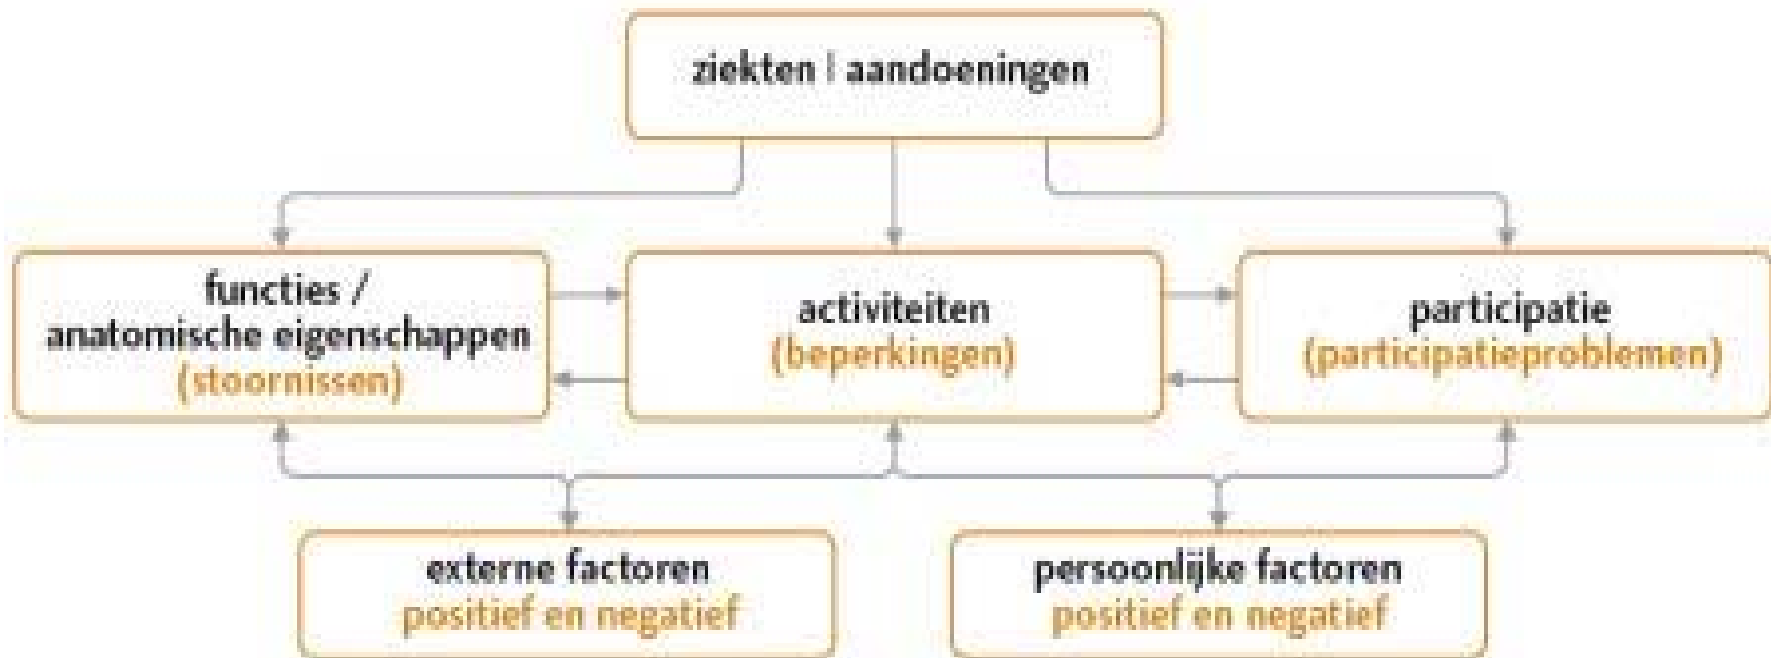 ziekten | aandoeningen
functies /
anatomische eigenschappen
(stoornissen)
activiteiten
(beperkingen)
participatie
(participatieproblemen)
externe factoren
positief en negatief
persoonlijke factoren
positief en negatief